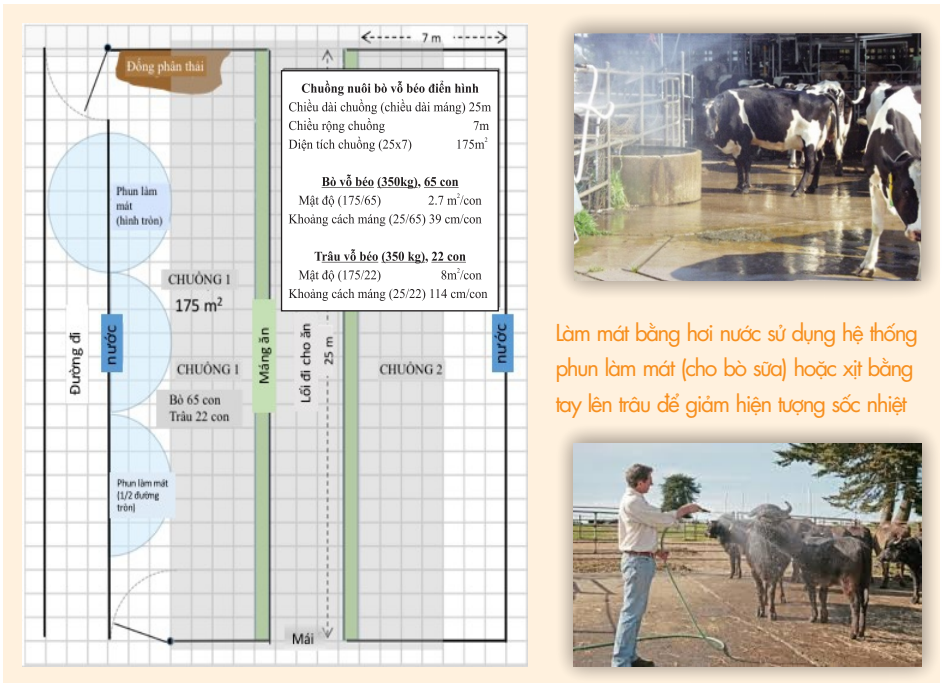 7 m
Đồng phân thải
Chuồng nuôi bò vỗ béo điển hình
Chiều dài chuồng (chiều dài máng) 25m
Chiều rộng chuồng 7m
Diện tích chuồng (25x7) 175m²
Bò vỗ béo (350kg), 65 con
Mật độ (175/65) 2.7 m²/con
Khoảng cách máng (25/65) 39 cm/con
Trâu vỗ béo (350 kg), 22 con
Mật độ (175/22) 8m²/con
Khoảng cách máng (25/22) 114 cm/con
Phun làm
mát
(hình tròn)
CHUỒNG 1
175 m²
Đường đi
nước
Máng ăn
Lối đi cho ăn
25 m
nước
CHUÔNG 1
CHUÔNG 2
Bò 65 con
Trâu 22 con
Phun làm mát
(1/2 đường
tròn)
Mái
Làm mát bằng hơi nước sử dụng hệ thống
phun làm mát (cho bò sữa) hoặc xịt bằng
tay lên trâu để giảm hiện tượng sốc nhiệt